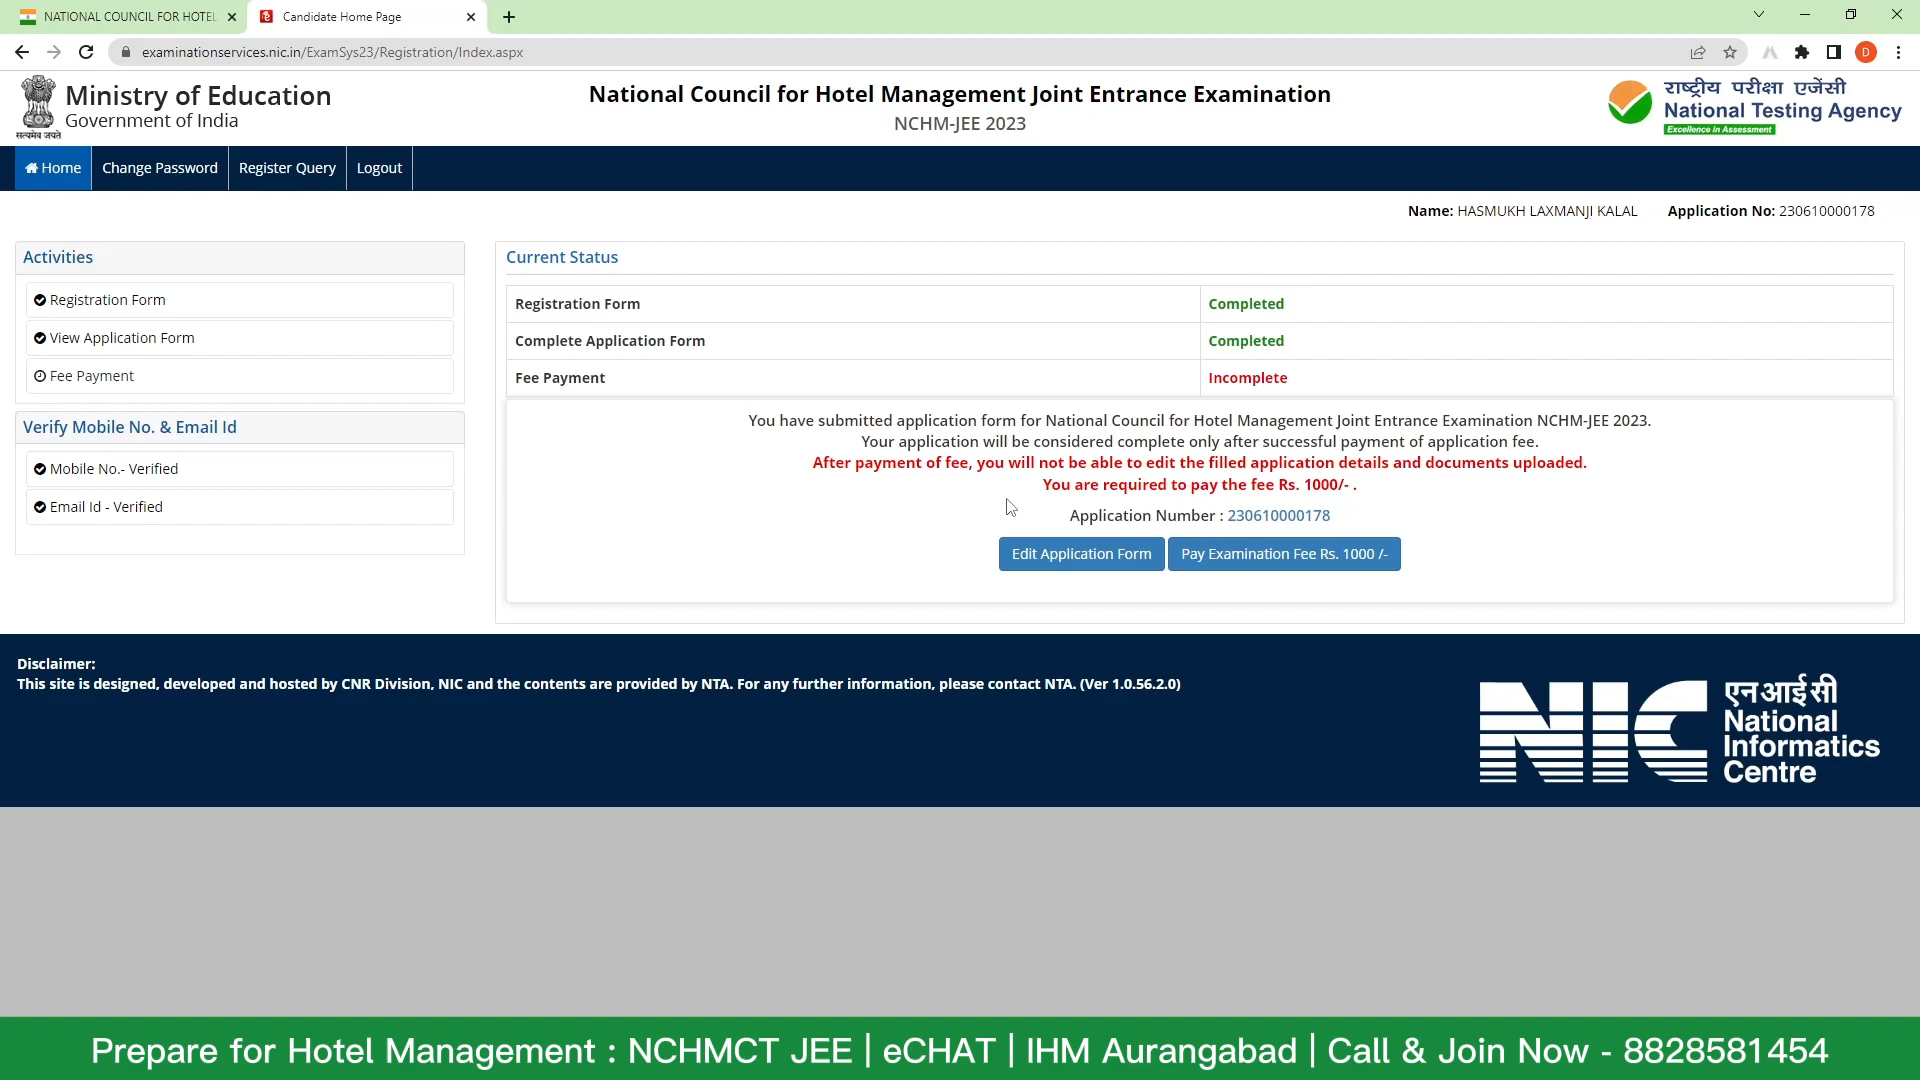 NATIONAL COUNCIL FOR HOTEL
Candidate Home Page
examinationservices.nic.in/ExamSys23/Registration/Index.aspx
D
सत्यमेव जयते
Ministry of Education
Government of India
National Council for Hotel Management Joint Entrance Examination
NCHM-JEE 2023
राष्ट्रीय परीक्षा एजेंसी
National Testing Agency
Excellence in Assessment
Home
Change Password
Register Query
Logout
Name: HASMUKH LAXMANJI KALAL
Application No: 230610000178
Activities
Registration Form
View Application Form
Fee Payment
Verify Mobile No. & Email Id
Mobile No.- Verified
Email Id - Verified
Current Status
Registration Form Completed
Complete Application Form Completed
Fee Payment Incomplete
You have submitted application form for National Council for Hotel Management Joint Entrance Examination NCHM-JEE 2023.
Your application will be considered complete only after successful payment of application fee.
After payment of fee, you will not be able to edit the filled application details and documents uploaded.
You are required to pay the fee Rs. 1000/- .
Application Number : 230610000178
Edit Application Form
Pay Examination Fee Rs. 1000 /-
Disclaimer:
This site is designed, developed and hosted by CNR Division, NIC and the contents are provided by NTA. For any further information, please contact NTA. (Ver 1.0.56.2.0)
NIC
एन आई सी
National
Informatics
Centre
Prepare for Hotel Management : NCHMCT JEE | eCHAT | IHM Aurangabad | Call & Join Now - 8828581454